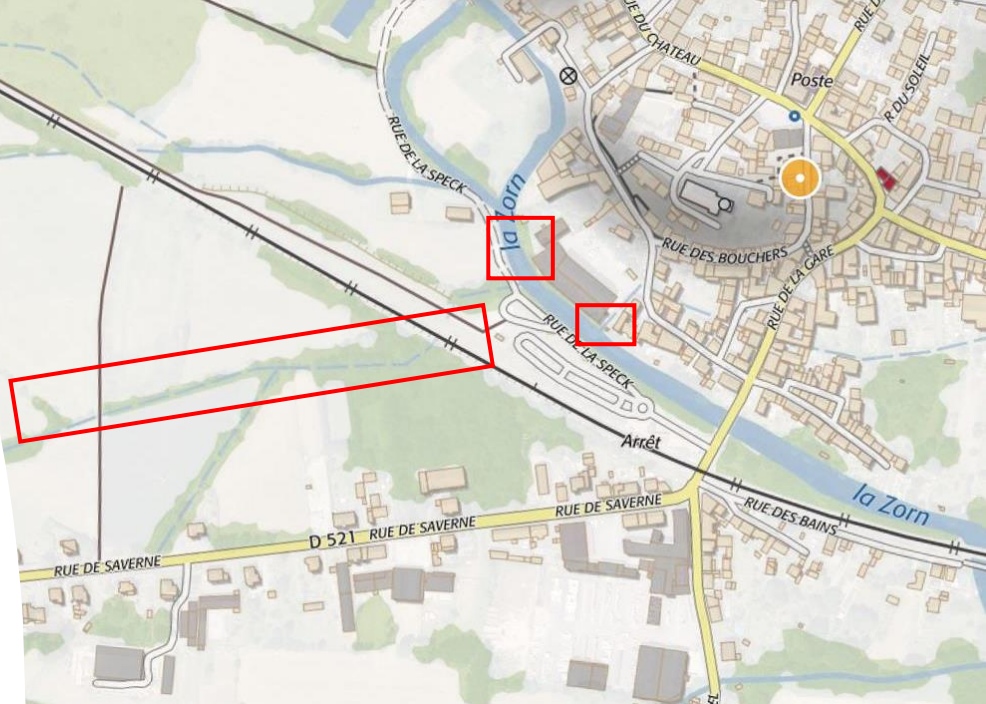 RUE DU CHATEAU
RUE D
Poste
R. DU SOLEIL
RUE DE LA SPECK
la Zorn
RUE DES BOUCHERS
RUE DE LA GARE
RUE DE LA SPECK
Arrêt
la Zorn
RUE DES BAINS
RUE DE SAVERNE
RUE DE SAVERNE
D 521
RUE DE SAVERNE
EL